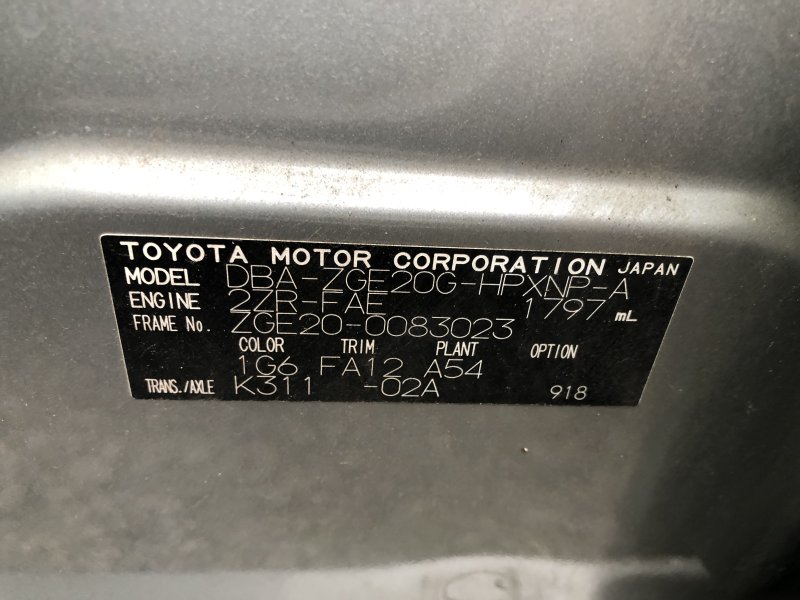 TOYOTA MOTOR CORPORATION JAPAN
MODEL DBA-ZGE20G-HPXNP-A
ENGINE 2ZR-FAE 1797 mL
FRAME No. ZGE20-0083023
COLOR TRIM PLANT OPTION
1G6 FA12 A54
TRANS./AXLE K311 -02A 918